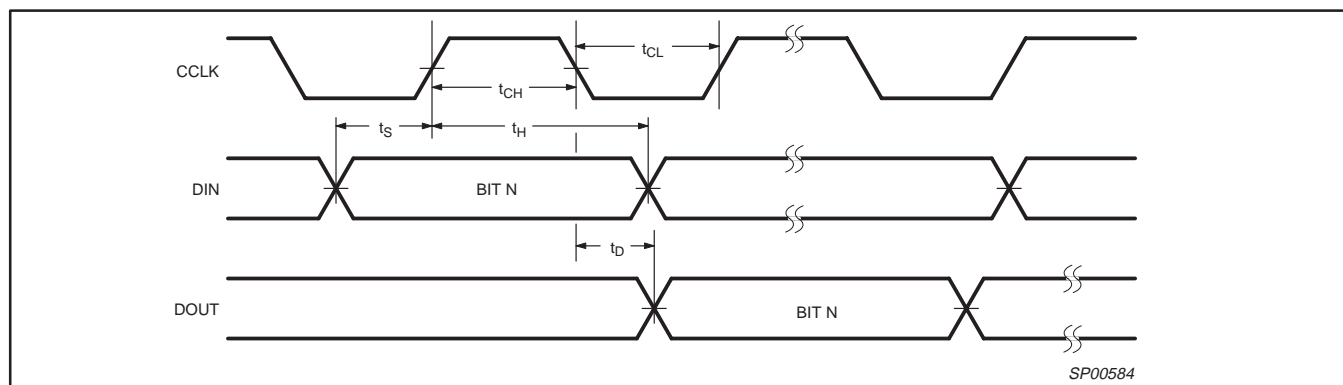 CCLK
tCL
tCH
tS
tH
DIN
BIT N
tD
DOUT
BIT N
SP00584